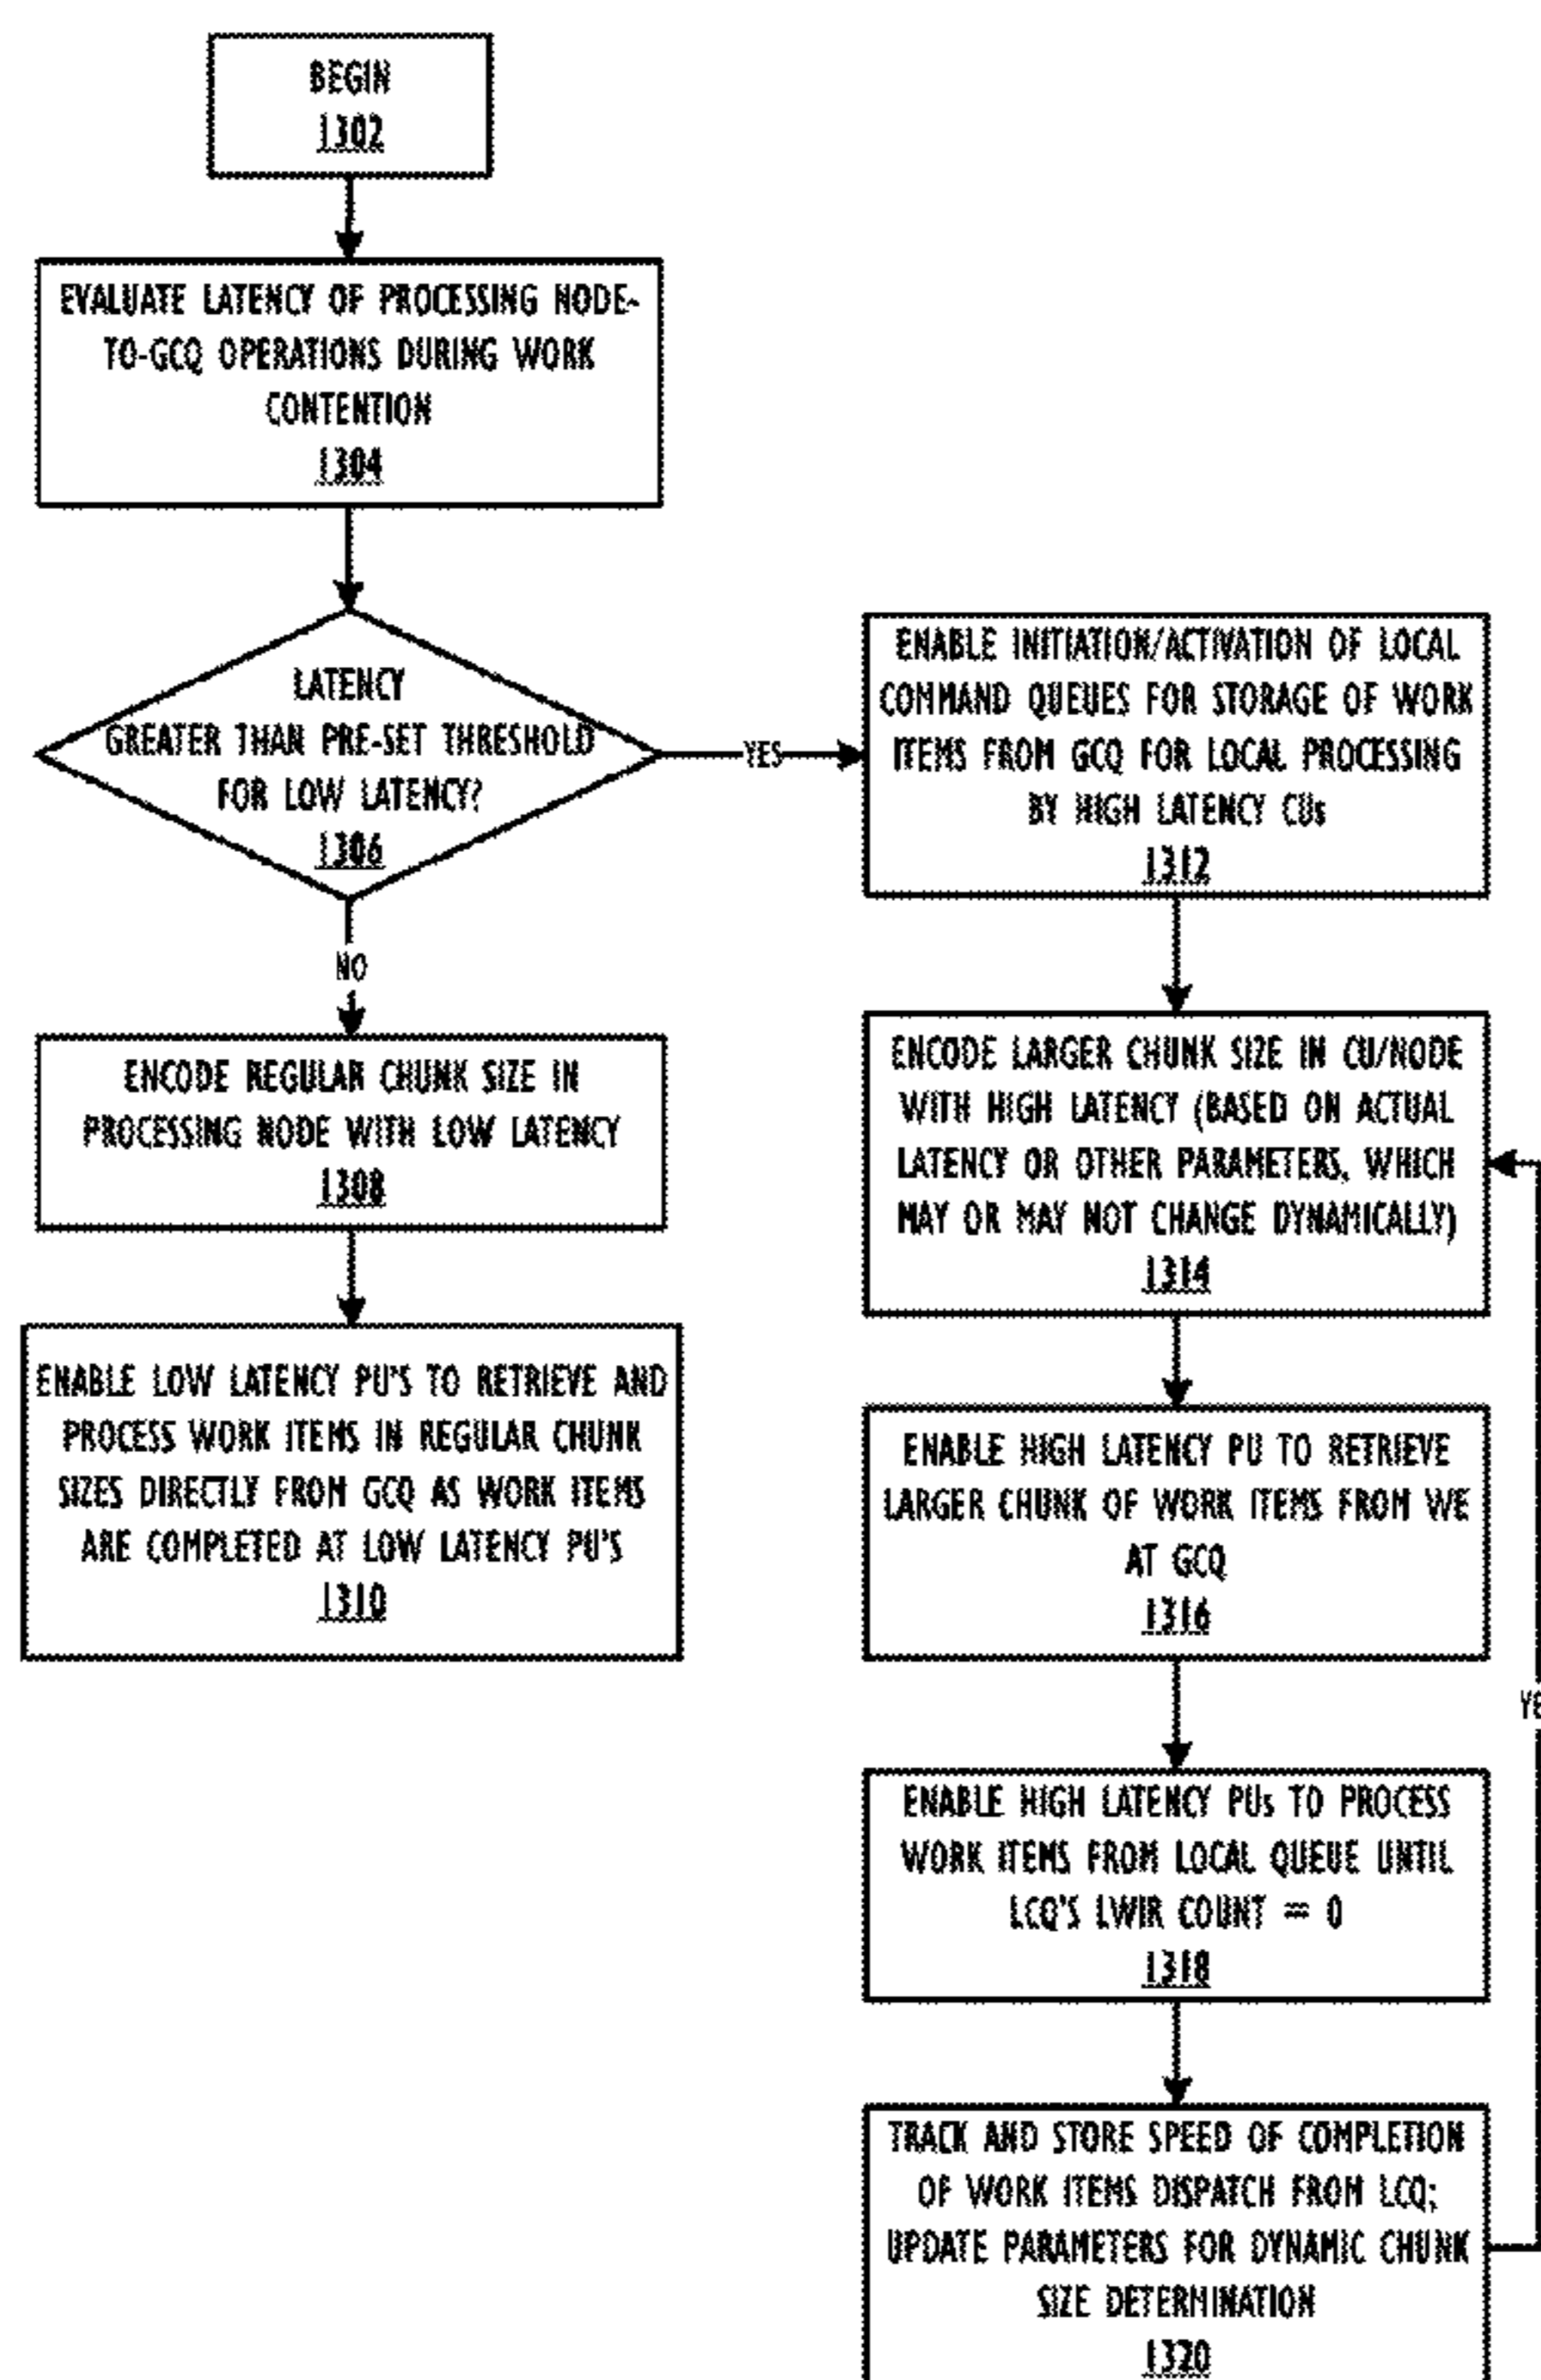 BEGIN
1302
EVALUATE LATENCY OF PROCESSING NODE-
TO-GCQ OPERATIONS DURING WORK
CONTENTION
1304
LATENCY
GREATER THAN PRE-SET THRESHOLD
FOR LOW LATENCY?
1306
YES
NO
ENCODE REGULAR CHUNK SIZE IN
PROCESSING NODE WITH LOW LATENCY
1308
ENABLE LOW LATENCY PU'S TO RETRIEVE AND
PROCESS WORK ITEMS IN REGULAR CHUNK
SIZES DIRECTLY FROM GCQ AS WORK ITEMS
ARE COMPLETED AT LOW LATENCY PU'S
1310
ENABLE INITIATION/ACTIVATION OF LOCAL
COMMAND QUEUES FOR STORAGE OF WORK
ITEMS FROM GCQ FOR LOCAL PROCESSING
BY HIGH LATENCY CUs
1312
ENCODE LARGER CHUNK SIZE IN CU/NODE
WITH HIGH LATENCY (BASED ON ACTUAL
LATENCY OR OTHER PARAMETERS, WHICH
MAY OR MAY NOT CHANGE DYNAMICALLY)
1314
ENABLE HIGH LATENCY PU TO RETRIEVE
LARGER CHUNK OF WORK ITEMS FROM WE
AT GCQ
1316
ENABLE HIGH LATENCY PUs TO PROCESS
WORK ITEMS FROM LOCAL QUEUE UNTIL
LCQ'S LWIR COUNT = 0
1318
TRACK AND STORE SPEED OF COMPLETION
OF WORK ITEMS DISPATCH FROM LCQ;
UPDATE PARAMETERS FOR DYNAMIC CHUNK
SIZE DETERMINATION
1320